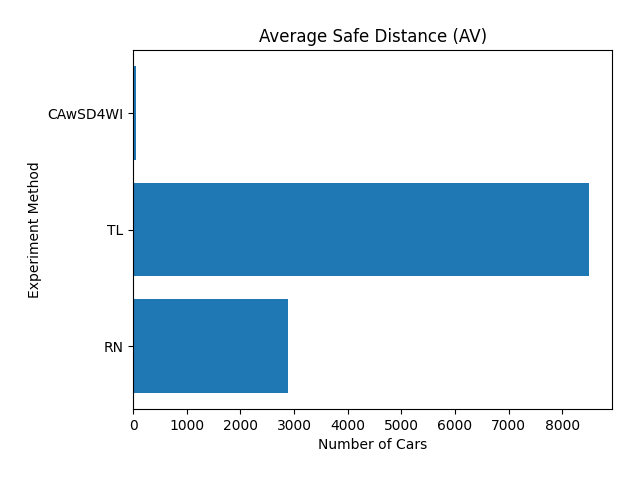 Average Safe Distance (AV)
Experiment Method
CAwSD4WI
TL
RN
0 1000 2000 3000 4000 5000 6000 7000 8000
Number of Cars